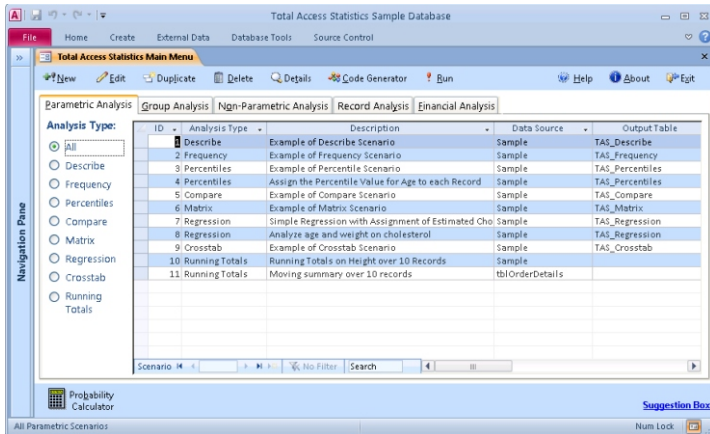 Total Access Statistics Sample Database
File Home Create External Data Database Tools Source Control
Total Access Statistics Main Menu
New Edit Duplicate Delete Details Code Generator Run Help About Exit
Parametric Analysis Group Analysis Non-Parametric Analysis Record Analysis Financial Analysis
Analysis Type:
All
Describe
Frequency
Percentiles
Compare
Matrix
Regression
Crosstab
Running
Totals
ID Analysis Type Description Data Source Output Table
1 Describe Example of Describe Scenario Sample TAS_Describe
2 Frequency Example of Frequency Scenario Sample TAS_Frequency
3 Percentiles Example of Percentile Scenario Sample TAS_Percentiles
4 Percentiles Assign the Percentile Value for Age to each Record Sample TAS_Percentiles
5 Compare Example of Compare Scenario Sample TAS_Compare
6 Matrix Example of Matrix Scenario Sample TAS_Matrix
7 Regression Simple Regression with Assignment of Estimated Cho Sample TAS_Regression
8 Regression Analyze age and weight on cholesterol Sample TAS_Regression
9 Crosstab Example of Crosstab Scenario Sample TAS_Crosstab
10 Running Totals Running Totals on Height over 10 Records Sample
11 Running Totals Moving summary over 10 records tblOrderDetails
Scenario No Filter Search
Navigation Pane
Probability
Calculator
Suggestion Box
All Parametric Scenarios Num Lock